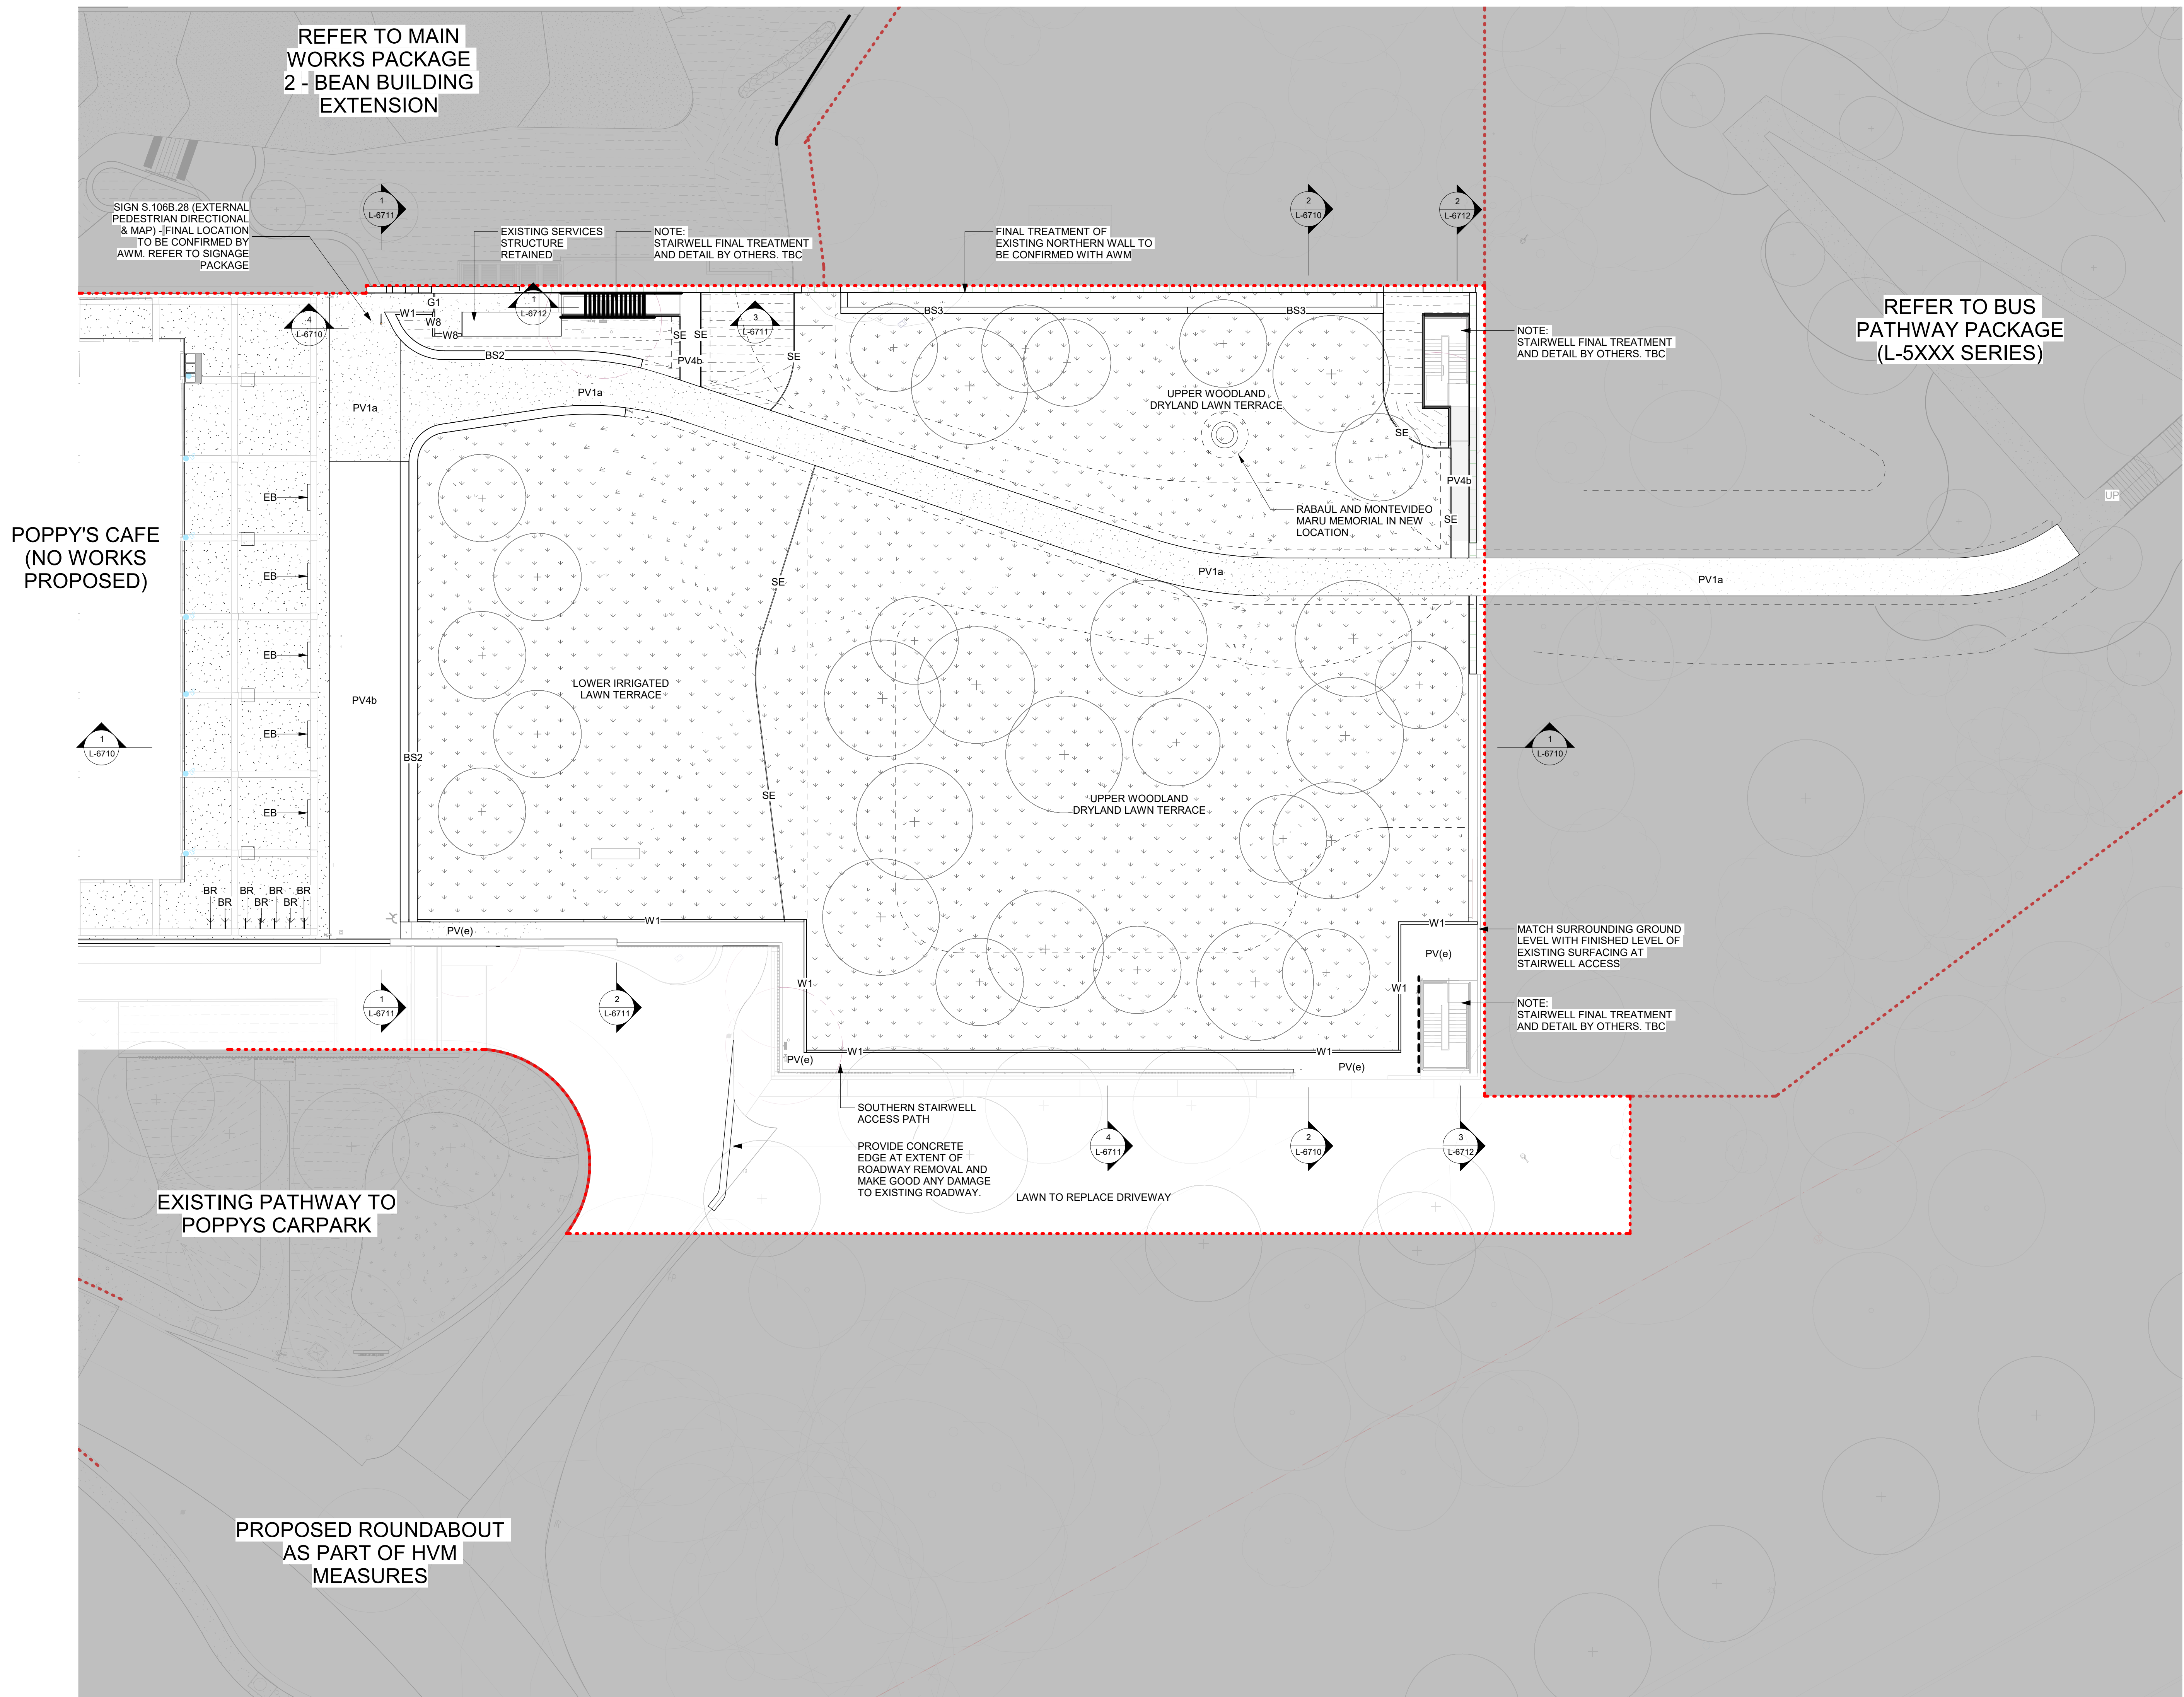 REFER TO MAIN
WORKS PACKAGE
2 - BEAN BUILDING
EXTENSION
SIGN S.106B.28 (EXTERNAL
PEDESTRIAN DIRECTIONAL
& MAP) - FINAL LOCATION
TO BE CONFIRMED BY
AWM. REFER TO SIGNAGE
PACKAGE
1
L-6711
EXISTING SERVICES
STRUCTURE
RETAINED
NOTE:
STAIRWELL FINAL TREATMENT
AND DETAIL BY OTHERS. TBC
FINAL TREATMENT OF
EXISTING NORTHERN WALL TO
BE CONFIRMED WITH AWM
2
L-6710
2
L-6712
REFER TO BUS
PATHWAY PACKAGE
(L-5XXX SERIES)
4
L-6710
G1
W1
W8
W8
1
L-6712
3
L-6711
SE
SE
SE
BS3
BS3
BS2
PV4b
NOTE:
STAIRWELL FINAL TREATMENT
AND DETAIL BY OTHERS. TBC
PV1a
PV1a
UPPER WOODLAND
DRYLAND LAWN TERRACE
SE
PV4b
UP
EB
RABAUL AND MONTEVIDEO
MARU MEMORIAL IN NEW
LOCATION
SE
POPPY'S CAFE
(NO WORKS
PROPOSED)
EB
SE
PV1a
PV1a
EB
LOWER IRRIGATED
LAWN TERRACE
PV4b
EB
1
L-6710
1
L-6710
BS2
SE
UPPER WOODLAND
DRYLAND LAWN TERRACE
EB
BR
BR
BR
BR
BR
BR
BR
W1
PV(e)
W1
PV(e)
MATCH SURROUNDING GROUND
LEVEL WITH FINISHED LEVEL OF
EXISTING SURFACING AT
STAIRWELL ACCESS
W1
W1
1
L-6711
2
L-6711
NOTE:
STAIRWELL FINAL TREATMENT
AND DETAIL BY OTHERS. TBC
PV(e)
W1
W1
PV(e)
SOUTHERN STAIRWELL
ACCESS PATH
PROVIDE CONCRETE
EDGE AT EXTENT OF
ROADWAY REMOVAL AND
MAKE GOOD ANY DAMAGE
TO EXISTING ROADWAY.
4
L-6711
2
L-6710
3
L-6712
LAWN TO REPLACE DRIVEWAY
EXISTING PATHWAY TO
POPPYS CARPARK
PROPOSED ROUNDABOUT
AS PART OF HVM
MEASURES